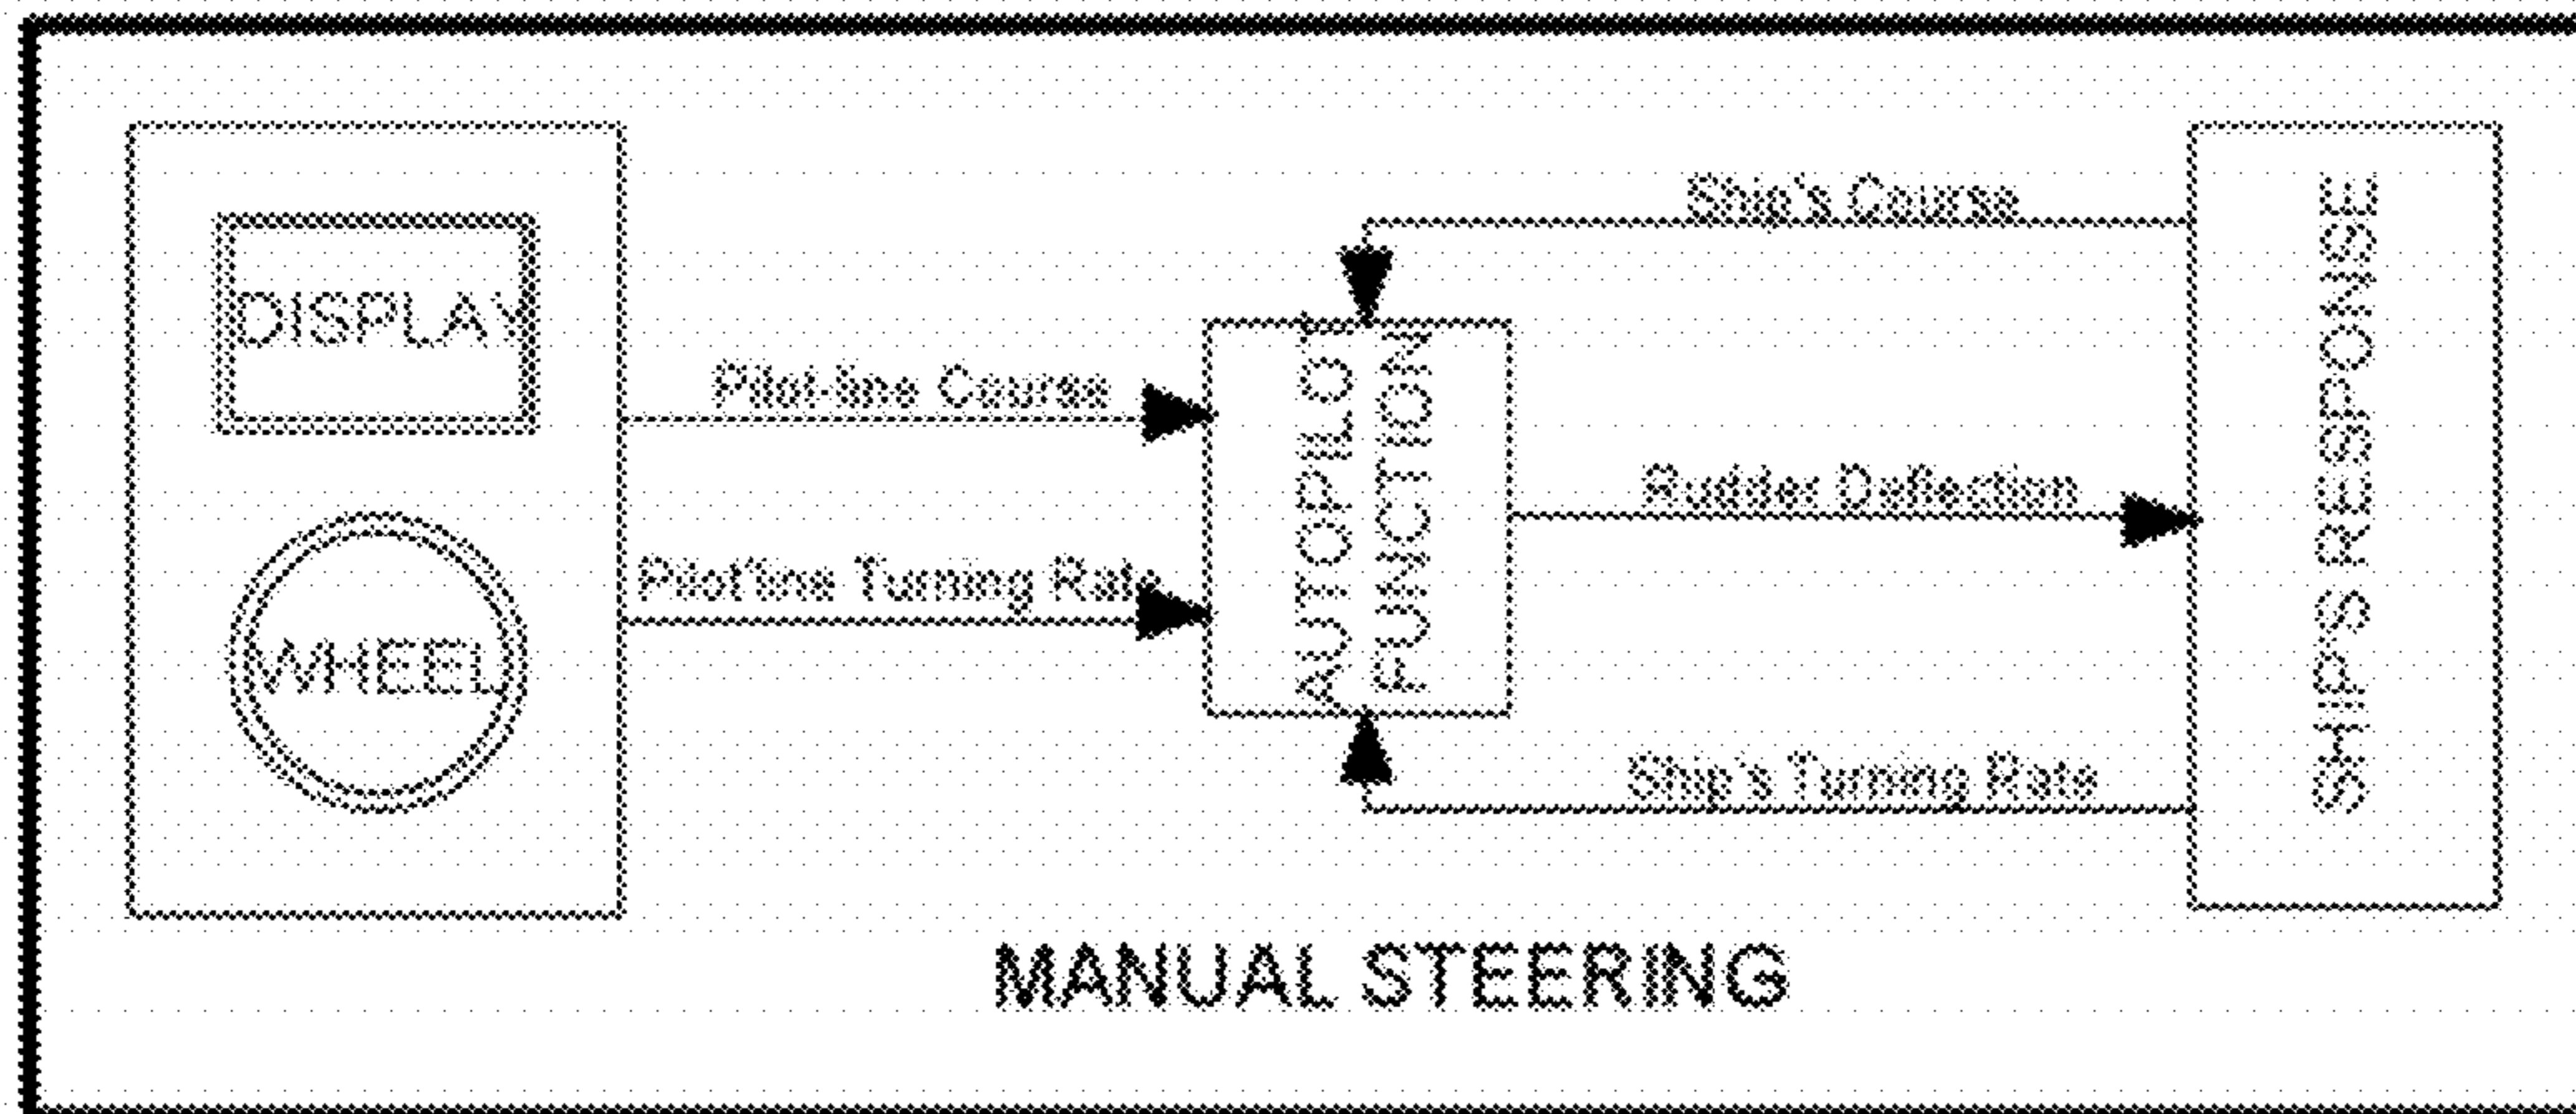 DISPLAY
WHEEL
Pilot-line Course
Pilot'line Turning Rate
AUTOPILOT
FUNCTION
Ship's Course
Rudder Deflection
Ship's Turning Rate
SHIP'S RESPONSE
MANUAL STEERING